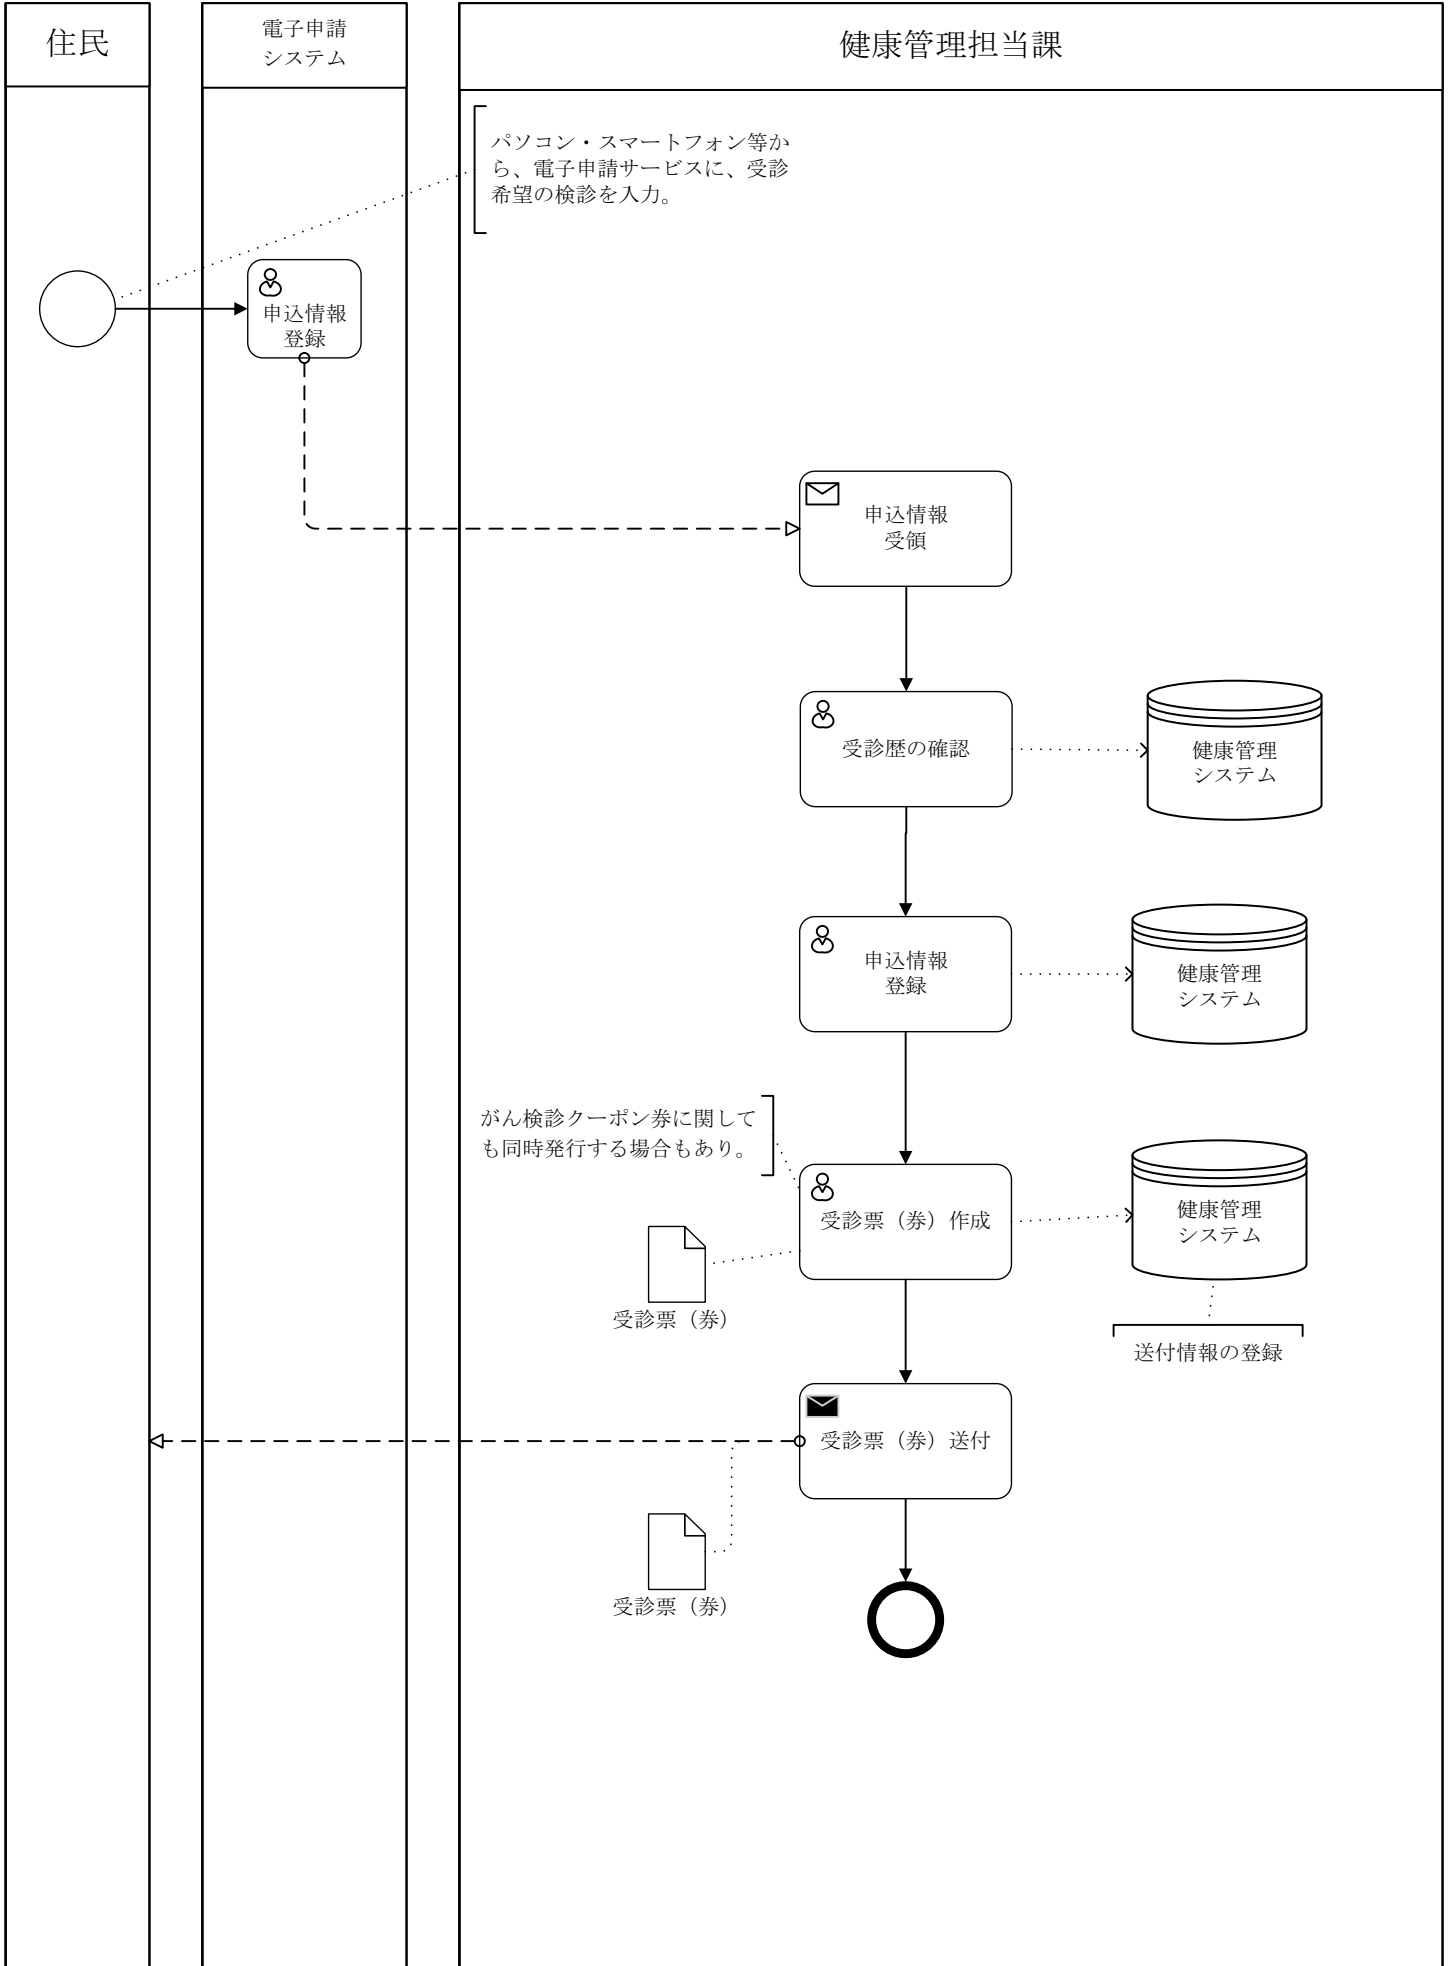 住民
電子申請
システム
健康管理担当課
パソコン・スマートフォン等か
ら、電子申請サービスに、受診
希望の検診を入力。
申込情報
登録
申込情報
受領
受診歴の確認
健康管理
システム
申込情報
登録
健康管理
システム
がん検診クーポン券に関して
も同時発行する場合もあり。
受診票（券）作成
健康管理
システム
受診票（券）
送付情報の登録
受診票（券）送付
受診票（券）